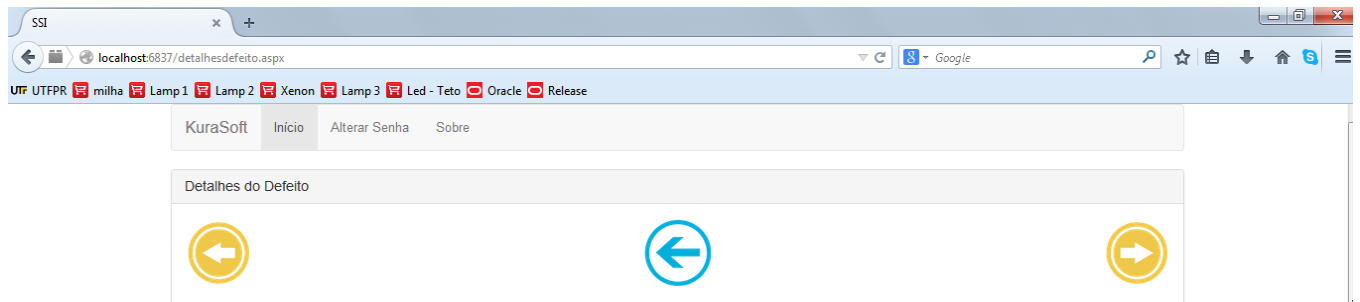 SSI
localhost:6837/detalhesdefeito.aspx
Google
UTFPR milha Lamp 1 Lamp 2 Xenon Lamp 3 Led - Teto Oracle Release
KuraSoft Início Alterar Senha Sobre
Detalhes do Defeito